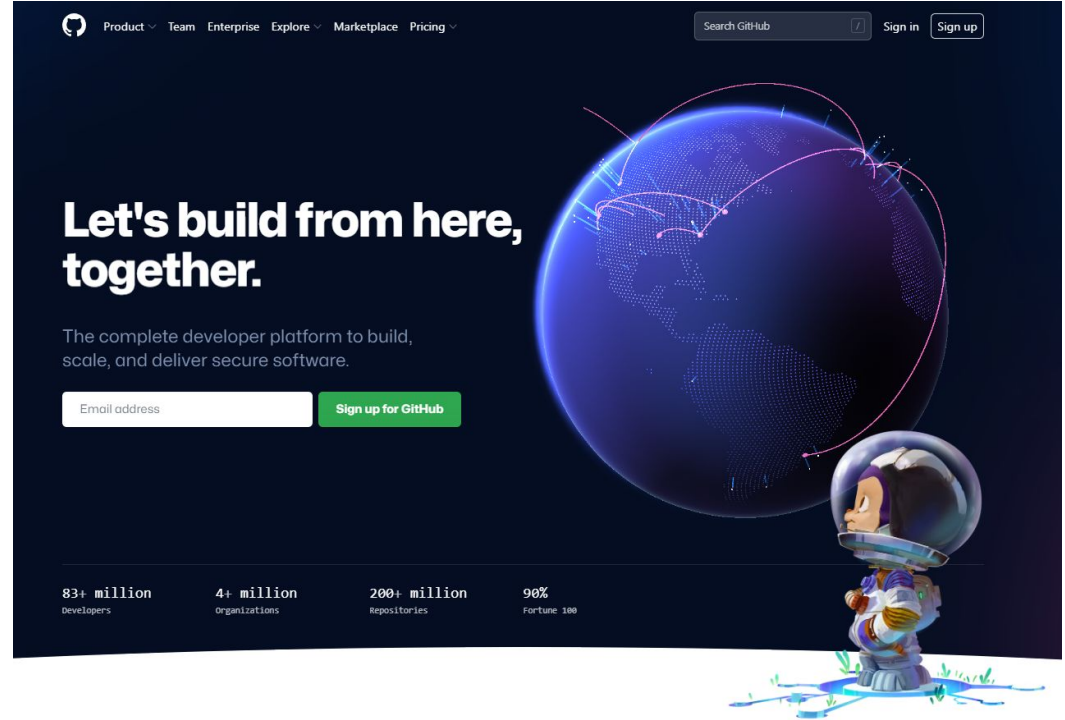 Product Team Enterprise Explore Marketplace Pricing Search GitHub / Sign in Sign up
Let's build from here,
together.
The complete developer platform to build,
scale, and deliver secure software.
Email address Sign up for GitHub
83+ million 4+ million 200+ million 90%
Developers Organizations Repositories Fortune 100